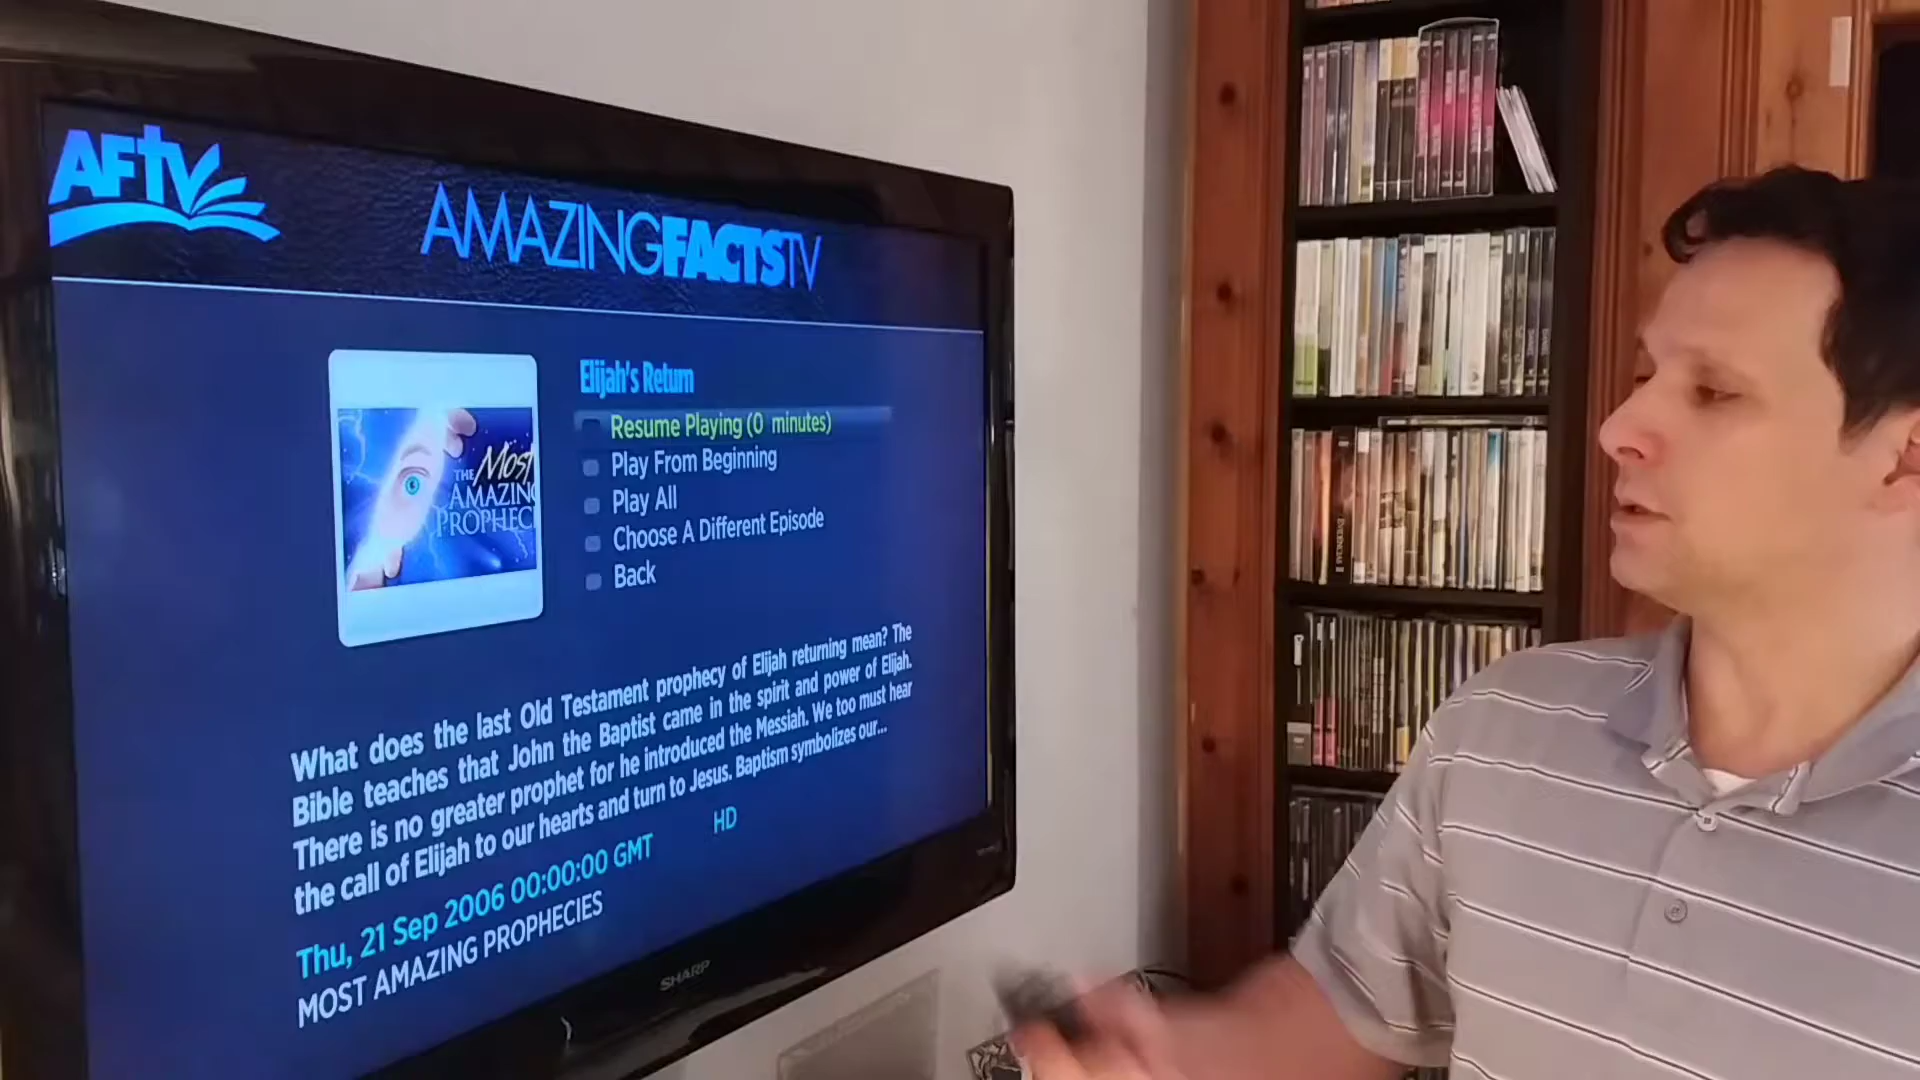 AFTV
AMAZINGFACTSTV
Elijah's Return
Resume Playing (0 minutes)
Play From Beginning
Play All
Choose A Different Episode
Back
THE MOST
AMAZING
PROPHECI
What does the last Old Testament prophecy of Elijah returning mean? The
Bible teaches that John the Baptist came in the spirit and power of Elijah.
There is no greater prophet for he introduced the Messiah. We too must hear
the call of Elijah to our hearts and turn to Jesus. Baptism symbolizes our...
Thu, 21 Sep 2006 00:00:00 GMT
HD
MOST AMAZING PROPHECIES
SHARP